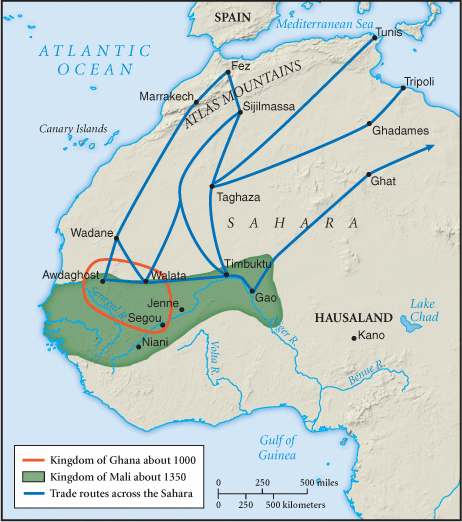 SPAIN
Mediterranean Sea
Tunis
ATLANTIC
OCEAN
Fez
ATLAS MOUNTAINS
Tripoli
Marrakech
Sijilmassa
Canary Islands
Ghadames
Ghat
Taghaza
SAHARA
Wadane
Timbuktu
Awdaghost
Walata
Senegal R.
Jenne
Gao
Segou
HAUSALAND
Lake
Chad
Niger R.
Kano
Niani
Volta R.
Benue R.
Gulf of
Guinea
Kingdom of Ghana about 1000
Kingdom of Mali about 1350
Trade routes across the Sahara
0 250 500 miles
0 250 500 kilometers